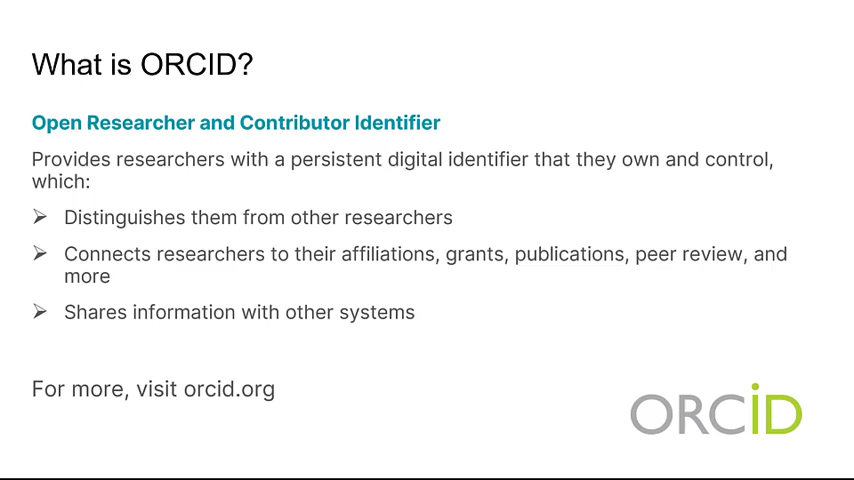 What is ORCID?
Open Researcher and Contributor Identifier
Provides researchers with a persistent digital identifier that they own and control,
which:
Distinguishes them from other researchers
Connects researchers to their affiliations, grants, publications, peer review, and
more
Shares information with other systems
For more, visit orcid.org
ORCiD